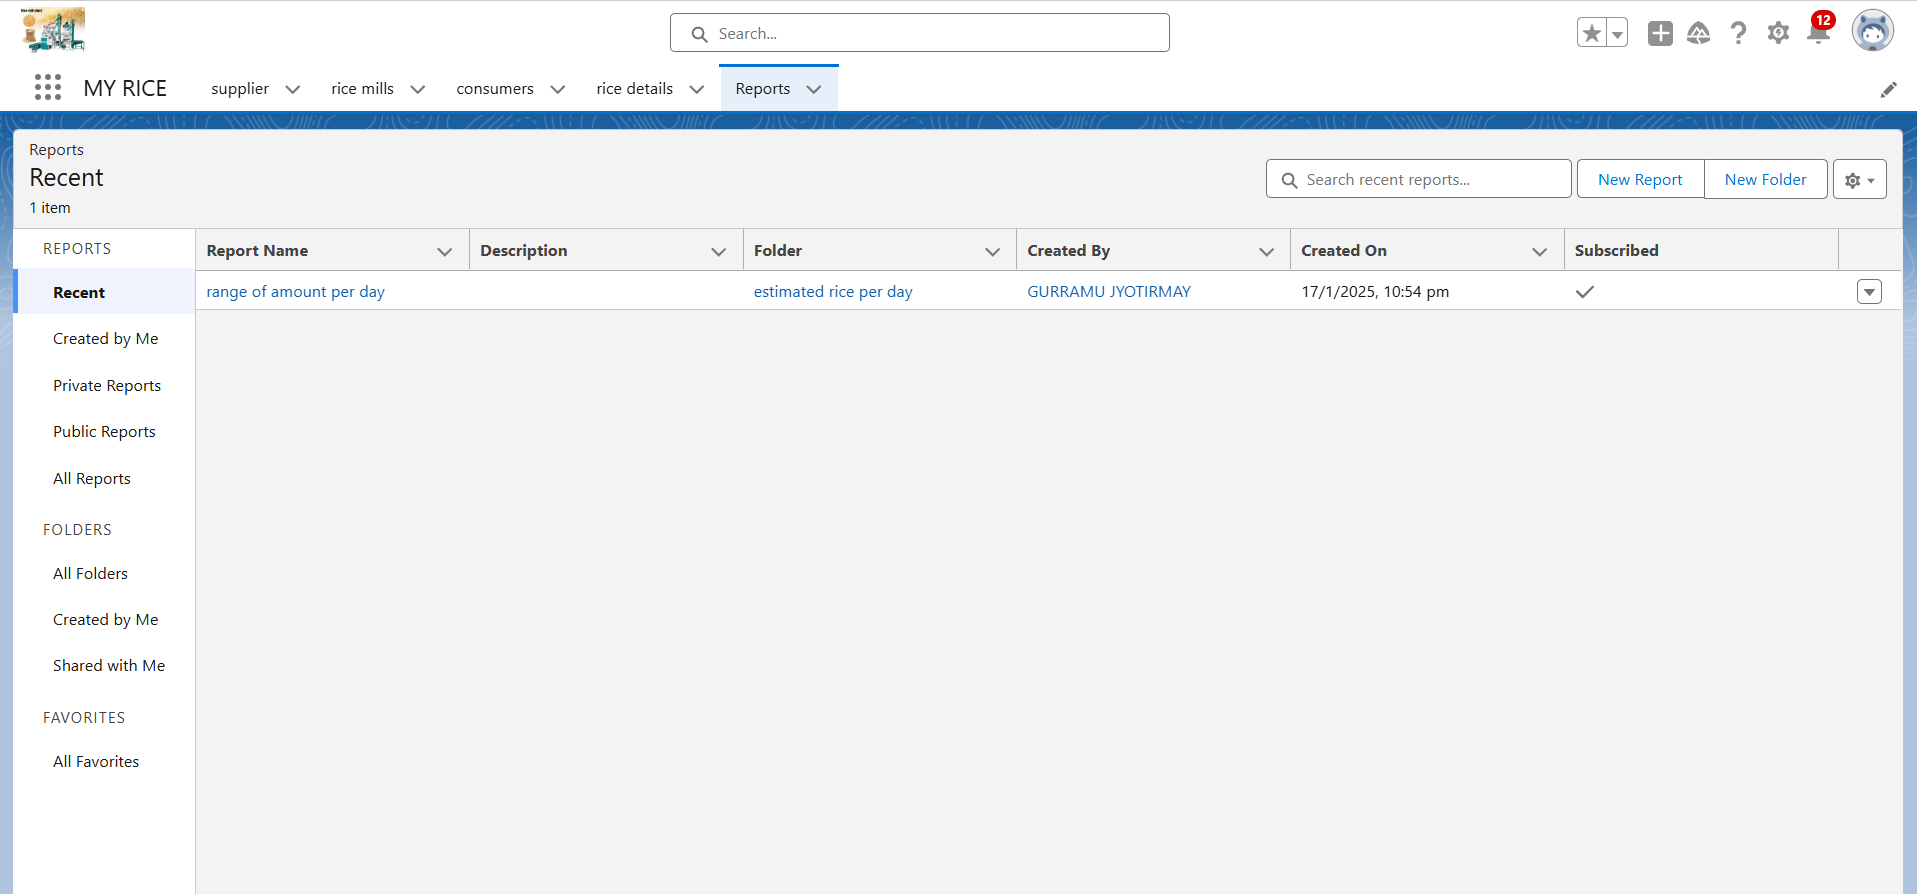 Search...
12
MY RICE
supplier
rice mills
consumers
rice details
Reports
Reports
Recent
1 item
Search recent reports...
New Report
New Folder
REPORTS
Recent
Created by Me
Private Reports
Public Reports
All Reports
FOLDERS
All Folders
Created by Me
Shared with Me
FAVORITES
All Favorites
Report Name Description Folder Created By Created On Subscribed
range of amount per day estimated rice per day GURRAMU JYOTIRMAY 17/1/2025, 10:54 pm